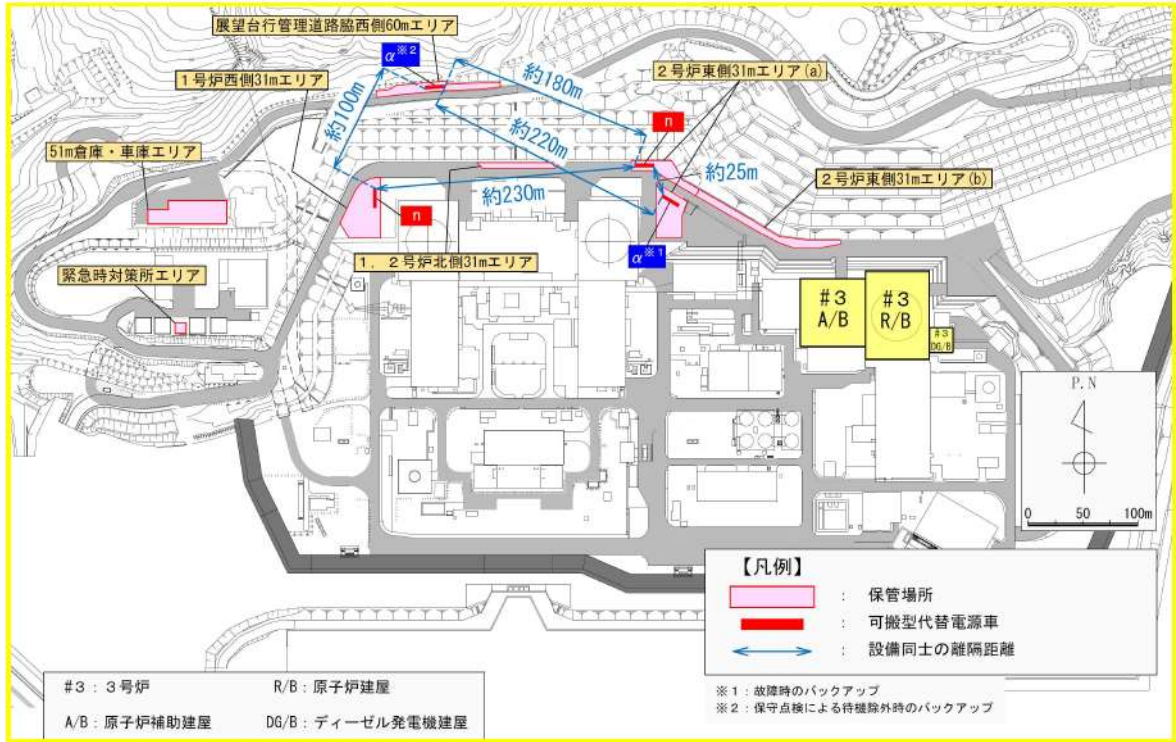 展望台行管理道路脇西側60mエリア
α※2
1号炉西側31mエリア
2号炉東側31mエリア(a)
約180m
約100m
n
51m倉庫・車庫エリア
約220m
約25m
2号炉東側31mエリア(b)
約230m
n
1，2号炉北側31mエリア
α※1
緊急時対策所エリア
#3
A/B
#3
R/B
#3
DG/B
P.N
0 50 100m
【凡例】
： 保管場所
： 可搬型代替電源車
： 設備同士の離隔距離
※1：故障時のバックアップ
※2：保守点検による待機除外時のバックアップ
#3：3号炉 R/B：原子炉建屋
A/B：原子炉補助建屋 DG/B：ディーゼル発電機建屋